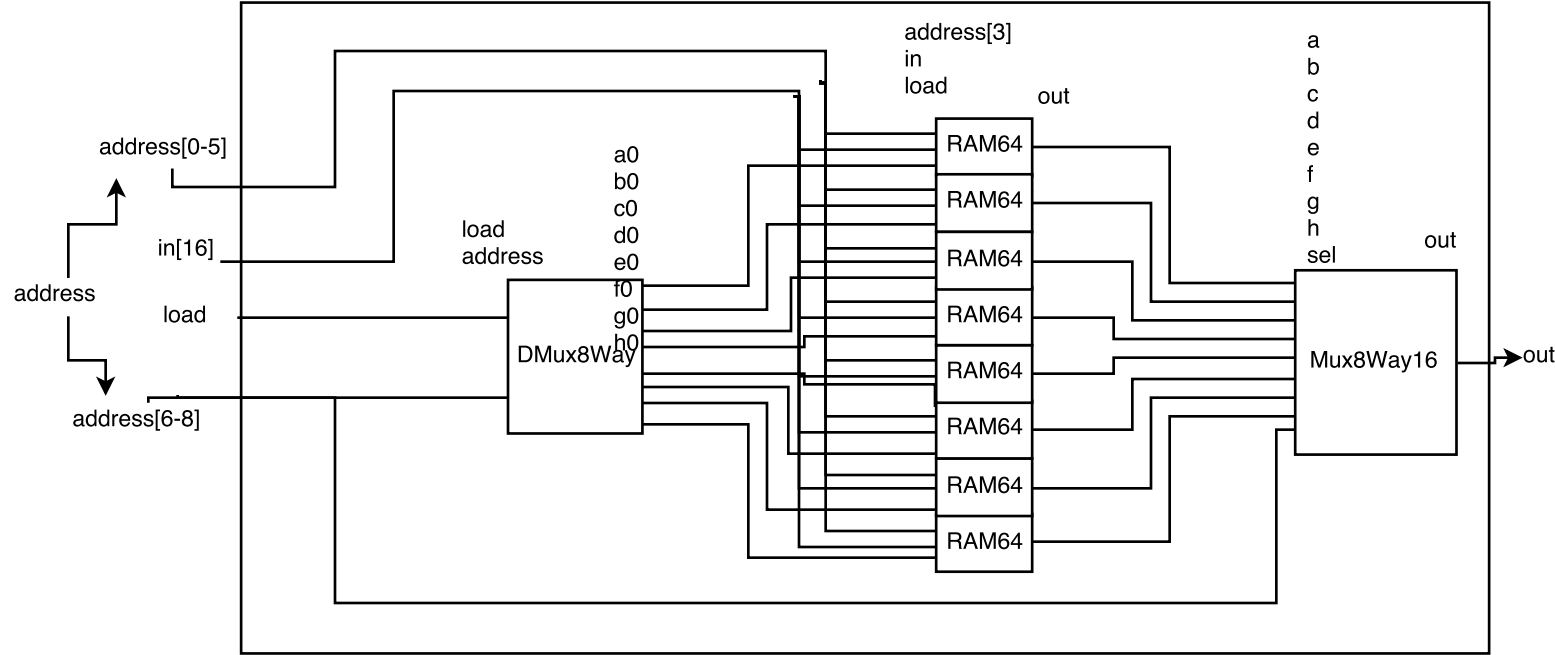 address
address[0-5]
in[16]
load
address[6-8]
load
address
a0
b0
c0
d0
e0
f0
g0
h0
DMux8Way
address[3]
in
load
out
RAM64
RAM64
RAM64
RAM64
RAM64
RAM64
RAM64
RAM64
a
b
c
d
e
f
g
h
sel
out
Mux8Way16
out